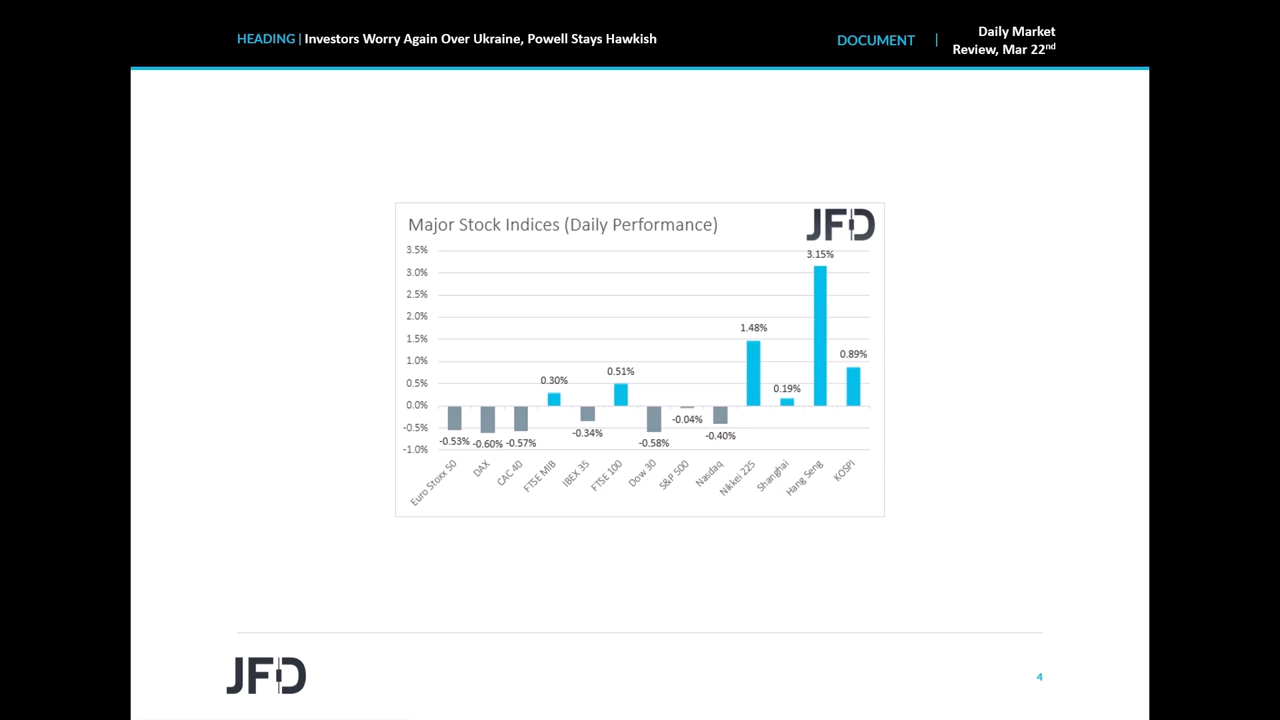 HEADING | Investors Worry Again Over Ukraine, Powell Stays Hawkish
DOCUMENT |
Daily Market
Review, Mar 22nd
Major Stock Indices (Daily Performance)
JFD
3.5%
3.0%
2.5%
2.0%
1.5%
1.0%
0.5%
0.0%
-0.5%
-1.0%
-0.53%
-0.60%
-0.57%
0.30%
-0.34%
0.51%
-0.58%
-0.04%
-0.40%
1.48%
0.19%
3.15%
0.89%
Euro Stoxx 50
DAX
CAC 40
FTSE MIB
IBEX 35
FTSE 100
Dow 30
S&P 500
Nasdaq
Nikkei 225
Shanghai
Hang Seng
KOSPI
JFD
4